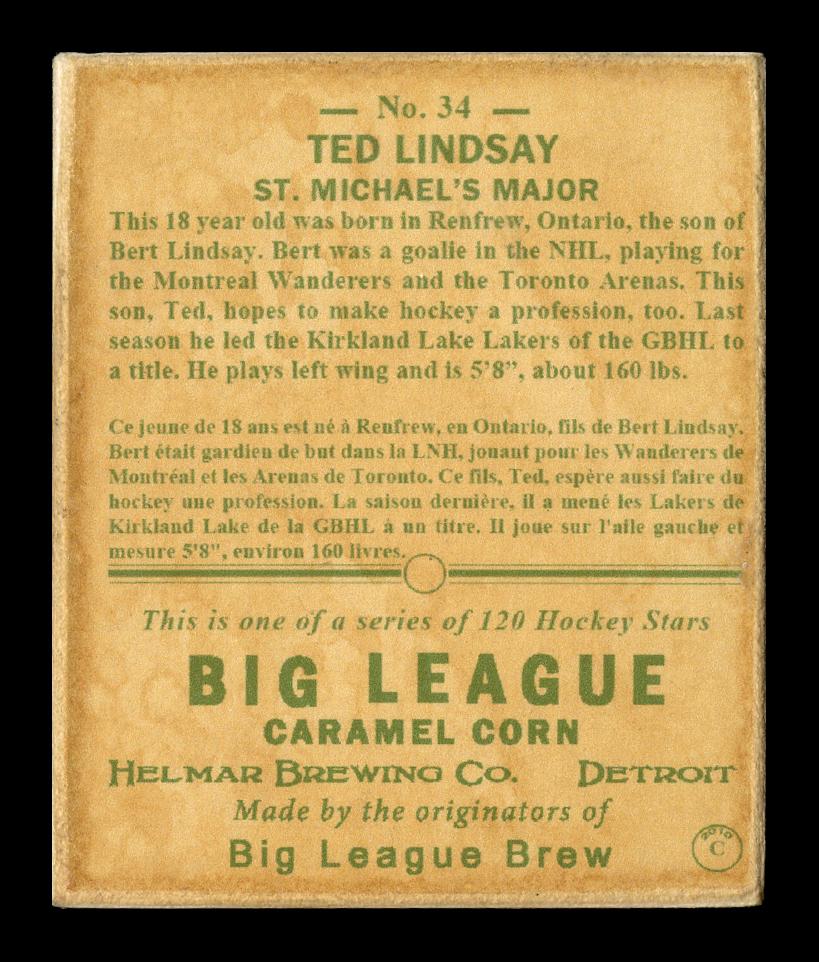 — No. 34 —
TED LINDSAY
ST. MICHAEL'S MAJOR
This 18 year old was born in Renfrew, Ontario, the son of
Bert Lindsay. Bert was a goalie in the NHL, playing for
the Montreal Wanderers and the Toronto Arenas. This
son, Ted, hopes to make hockey a profession, too. Last
season he led the Kirkland Lake Lakers of the GBHL to
a title. He plays left wing and is 5'8”, about 160 lbs.
Ce jeune de 18 ans est né à Renfrew, en Ontario, fils de Bert Lindsay.
Bert était gardien de but dans la LNH, jouant pour les Wanderers de
Montréal et les Arenas de Toronto. Ce fils, Ted, espère aussi faire du
hockey une profession. La saison dernière, il a mené les Lakers de
Kirkland Lake de la GBHL à un titre. Il joue sur l'aile gauche et
mesure 5'8", environ 160 livres.
This is one of a series of 120 Hockey Stars
BIG LEAGUE
CARAMEL CORN
HELMAR BREWING CO. DETROIT
Made by the originators of
Big League Brew
2010
C